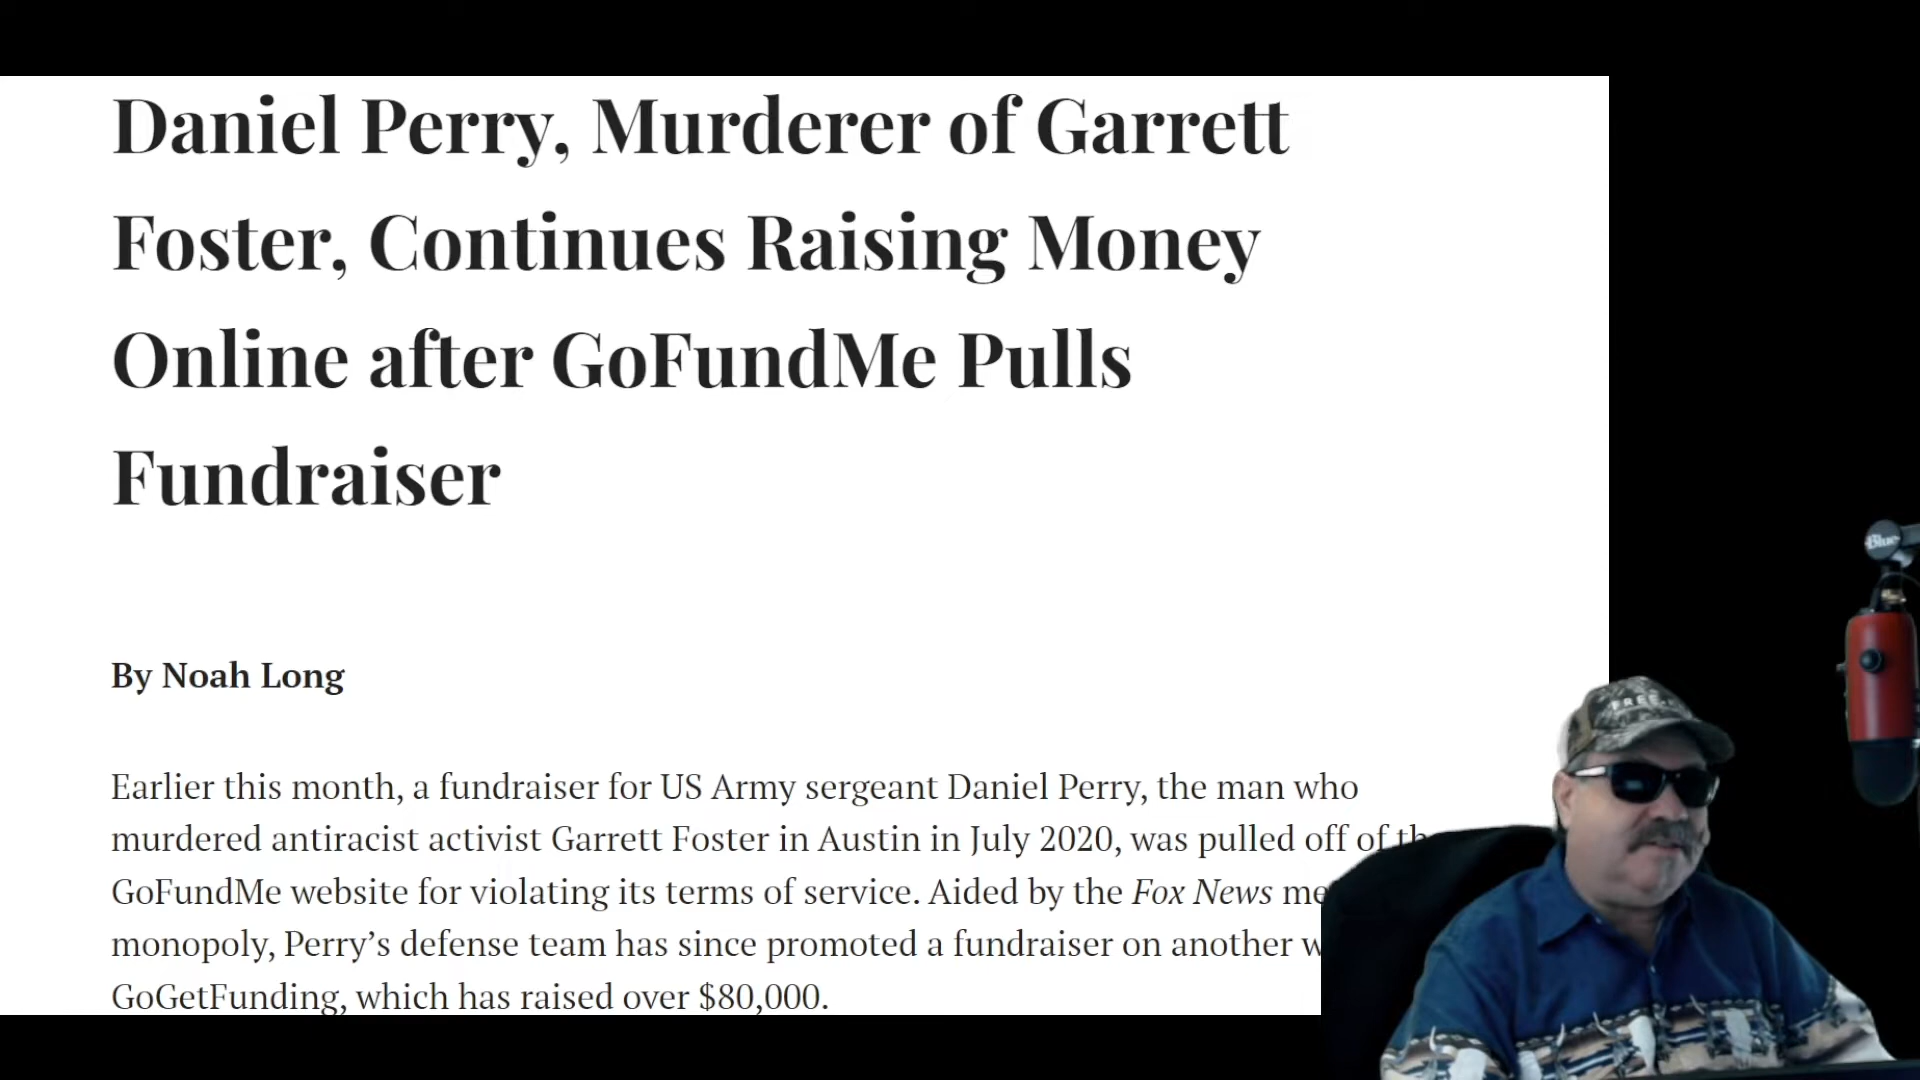 Daniel Perry, Murderer of Garrett
Foster, Continues Raising Money
Online after GoFundMe Pulls
Fundraiser
By Noah Long
Earlier this month, a fundraiser for US Army sergeant Daniel Perry, the man who
murdered antiracist activist Garrett Foster in Austin in July 2020, was pulled off of
GoFundMe website for violating its terms of service. Aided by the Fox News
monopoly, Perry’s defense team has since promoted a fundraiser on another
GoGetFunding, which has raised over $80,000.
Blue